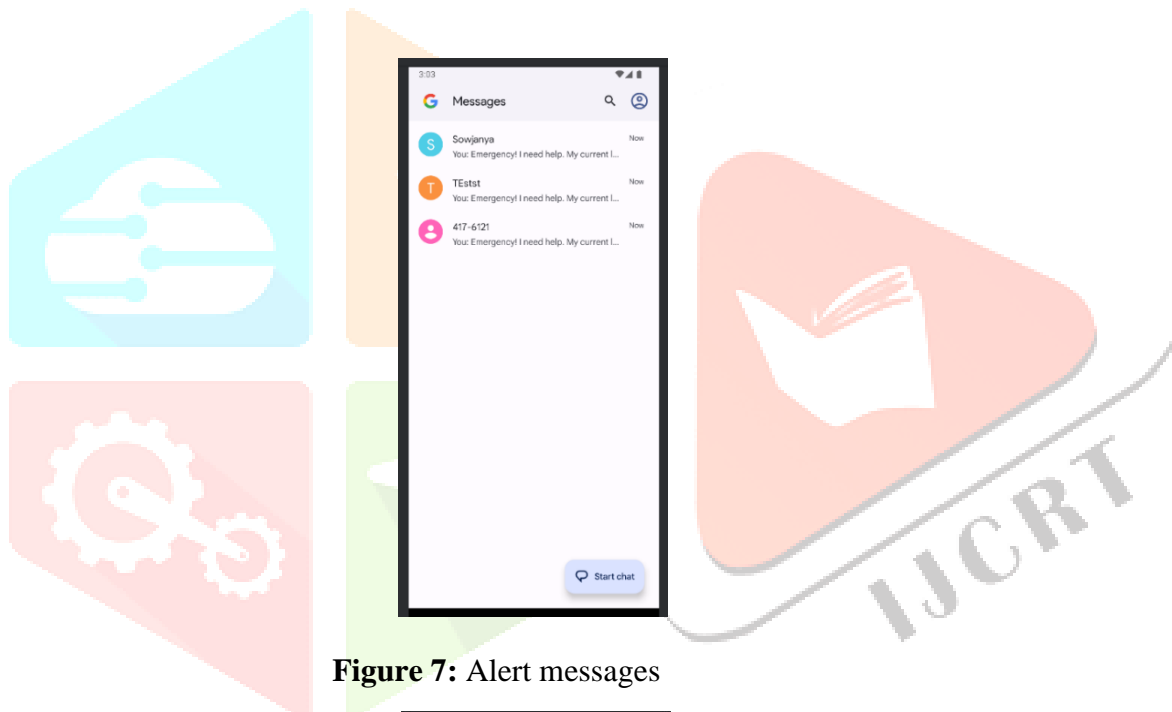 3:03
Messages
S
Sowjanya
Now
You: Emergency! I need help. My current l...
T
TEstst
Now
You: Emergency! I need help. My current l...
417-6121
Now
You: Emergency! I need help. My current l...
Start chat
IJCRT
Figure 7: Alert messages